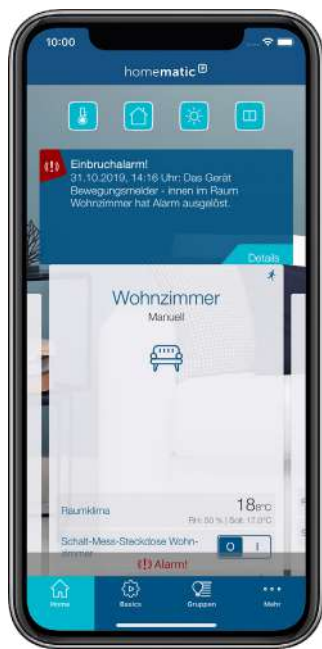 10:00
homematic IP
Einbruchalarm!
31.10.2019, 14:16 Uhr: Das Gerät
Bewegungsmelder - innen im Raum
Wohnzimmer hat Alarm ausgelöst.
Details
Wohnzimmer
Manuell
Raumklima
18,8°C
RH: 50 % | Soll: 17.0°C
Schalt-Mess-Steckdose Wohn-
zimmer
O I
Alarm!
Home
Basics
Gruppen
Mehr